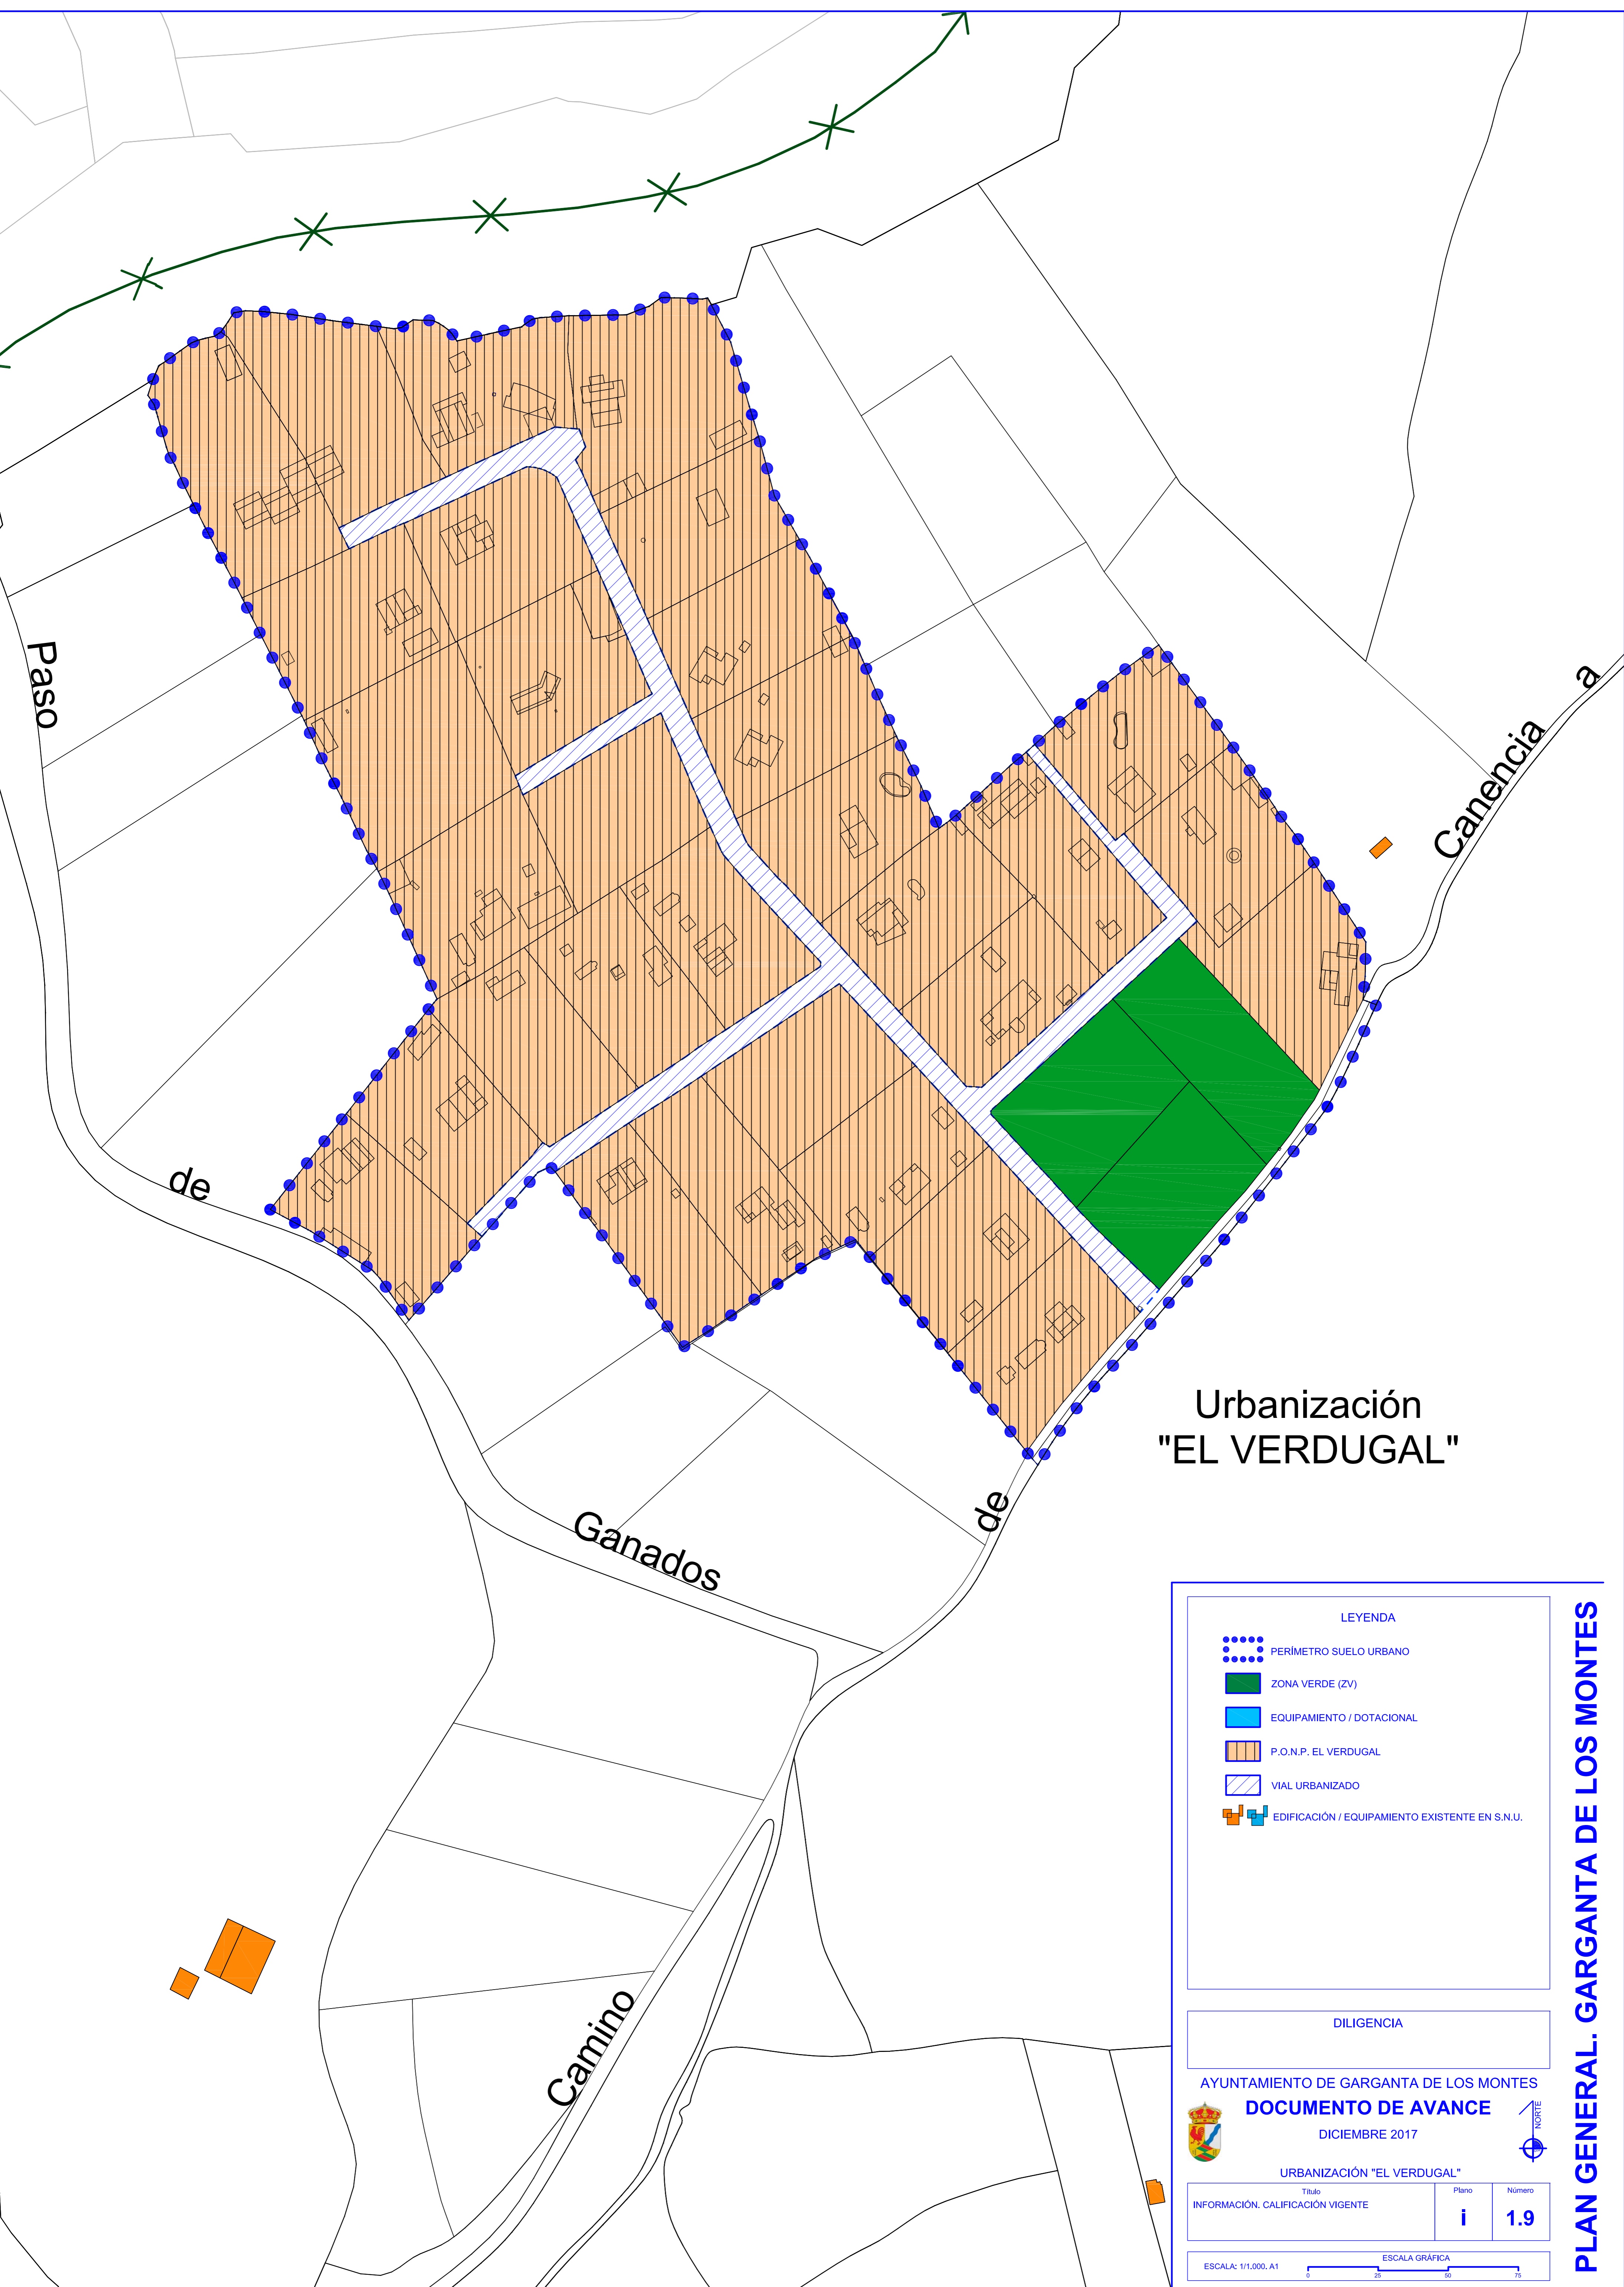 Paso
de
Ganados
Camino
de
Canencia
a
Urbanización
"EL VERDUGAL"
LEYENDA
PERÍMETRO SUELO URBANO
ZONA VERDE (ZV)
EQUIPAMIENTO / DOTACIONAL
P.O.N.P. EL VERDUGAL
VIAL URBANIZADO
EDIFICACIÓN / EQUIPAMIENTO EXISTENTE EN S.N.U.
DILIGENCIA
AYUNTAMIENTO DE GARGANTA DE LOS MONTES
DOCUMENTO DE AVANCE
DICIEMBRE 2017
NORTE
URBANIZACIÓN "EL VERDUGAL"
Título
INFORMACIÓN. CALIFICACIÓN VIGENTE
Plano
i
Número
1.9
ESCALA: 1/1.000. A1
ESCALA GRÁFICA
0 25 50 75
PLAN GENERAL. GARGANTA DE LOS MONTES